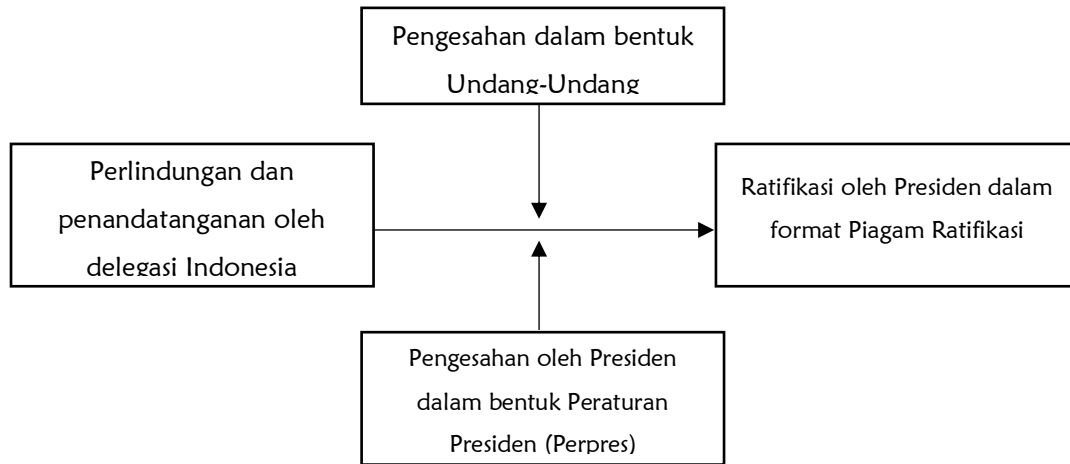 Pengesahan dalam bentuk
Undang-Undang
Perlindungan dan
penandatanganan oleh
delegasi Indonesia
Ratifikasi oleh Presiden dalam
format Piagam Ratifikasi
Pengesahan oleh Presiden
dalam bentuk Peraturan
Presiden (Perpres)